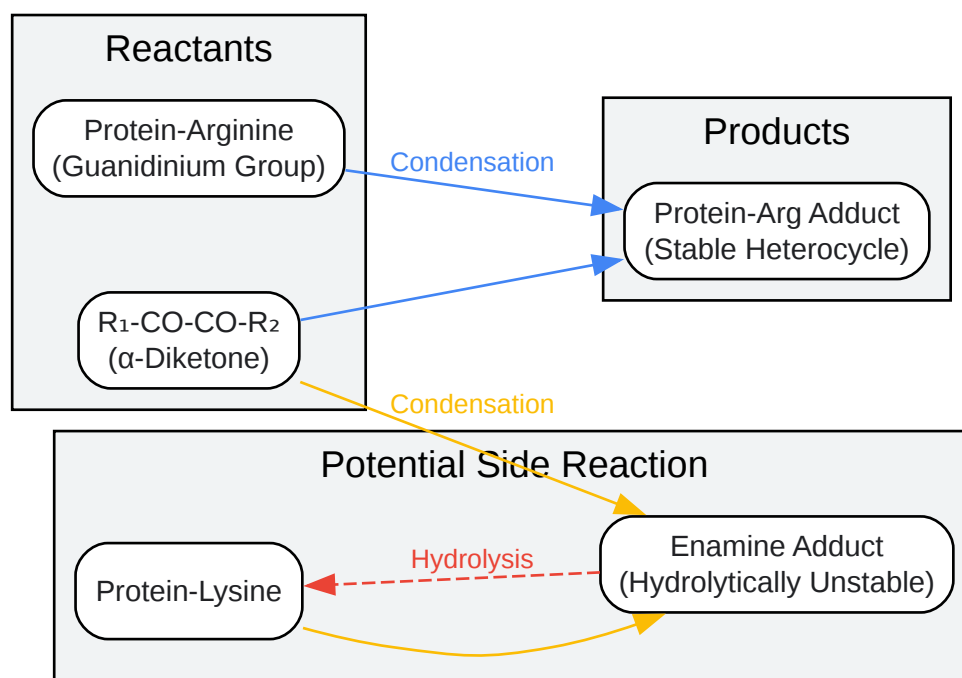 Reactants
Protein-Arginine
(Guanidinium Group)
R₁-CO-CO-R₂
(α-Diketone)
Condensation
Products
Protein-Arg Adduct
(Stable Heterocycle)
Condensation
Potential Side Reaction
Protein-Lysine
Hydrolysis
Enamine Adduct
(Hydrolytically Unstable)